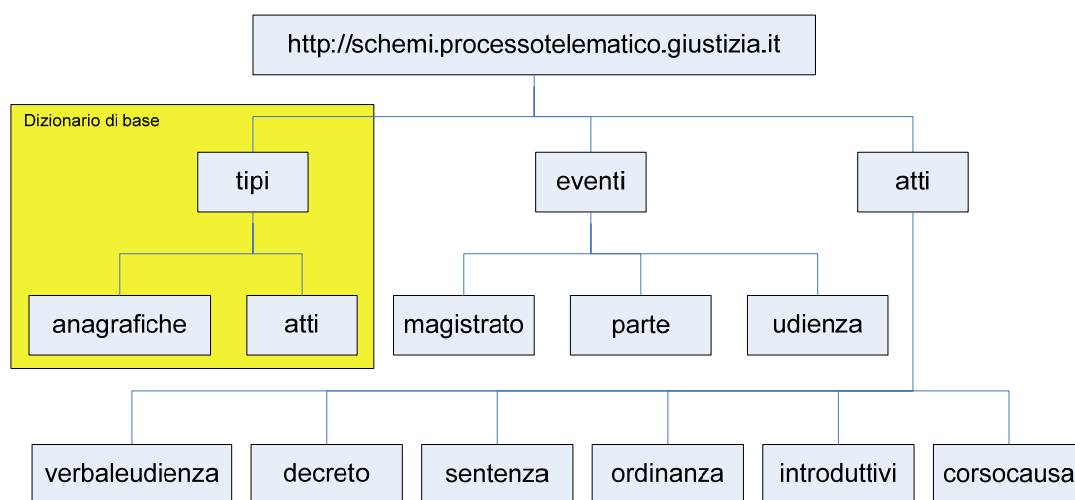 http://schemi.processotelematico.giustizia.it
Dizionario di base
tipi
eventi
atti
anagrafiche
atti
magistrato
parte
udienza
verbaleudienza
decreto
sentenza
ordinanza
introduttivi
corsocausa